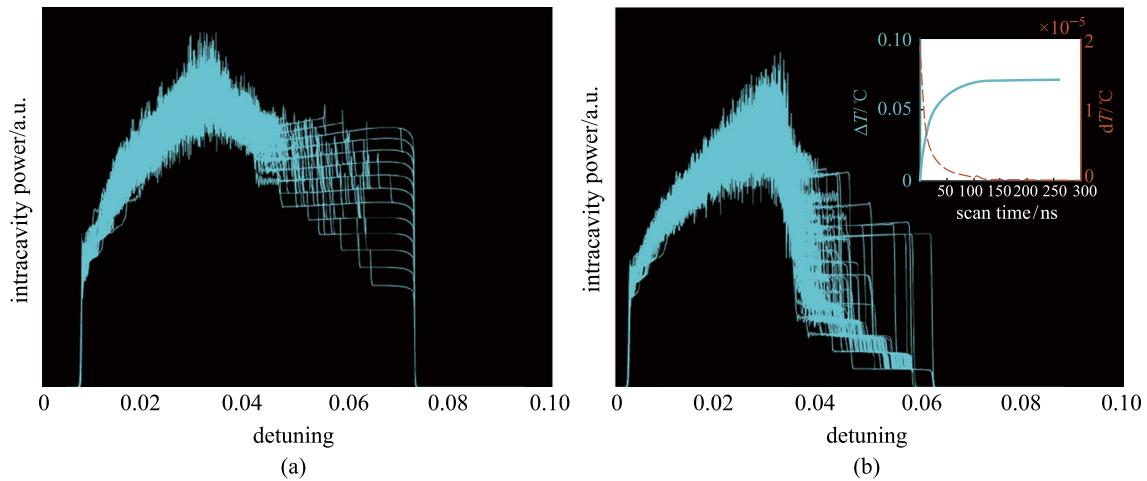 intracavity power/a.u.
0 0.02 0.04 0.06 0.08 0.10
detuning
(a)
intracavity power/a.u.
0 0.02 0.04 0.06 0.08 0.10
detuning
(b)
×10⁻⁵
0.10
0.05
0
ΔT/℃
2
1
0
dT/℃
50 100 150 200 250 300
scan time/ns